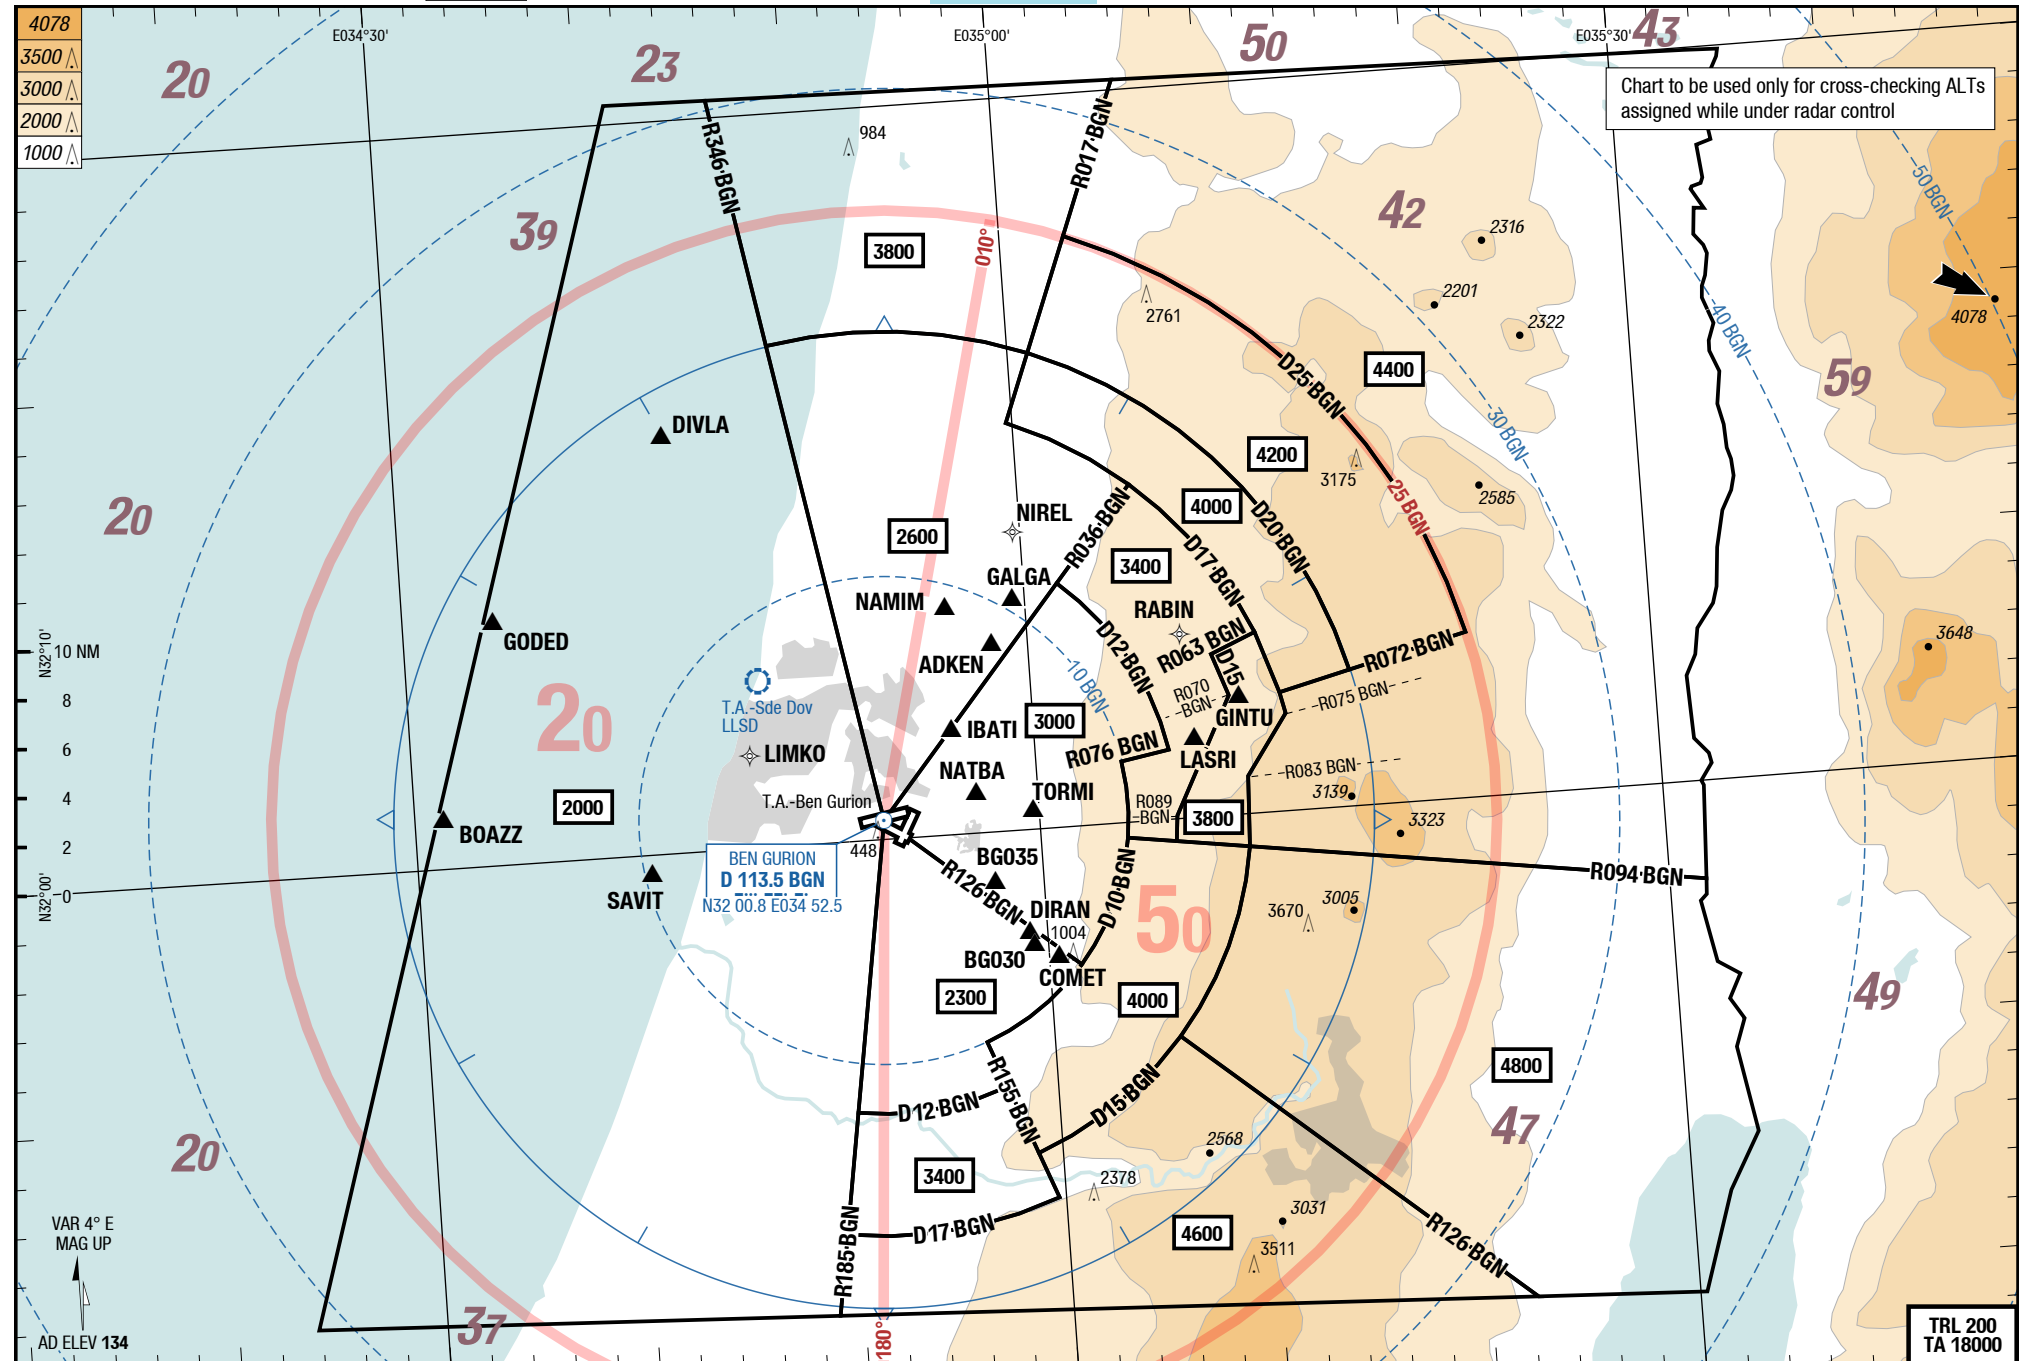 4078
3500
3000
2000
1000
E034°30'
E035°00'
E035°30'
20
23
50
43
Chart to be used only for cross-checking ALTs
assigned while under radar control
984
R346·BGN
R017·BGN
39
42
50 BGN
2316
3800
010°
2201
2322
2761
4078
40 BGN
D25·BGN
4400
59
DIVLA
30 BGN
4200
3175
2585
20
NIREL
4000
25 BGN
2600
R036·BGN
D20·BGN
D17·BGN
3400
GALGA
NAMIM
RABIN
GODED
N32°10'
10 NM
8
6
4
2
0
N32°00'
ADKEN
D12·BGN
R063 BGN
3648
R072·BGN
10 BGN
D15
R070
BGN
R075 BGN
T.A.-Sde Dov
LLSD
20
GINTU
3000
IBATI
LIMKO
R076 BGN
LASRI
NATBA
R083 BGN
2000
T.A.-Ben Gurion
TORMI
R089
BGN
3139
3800
3323
BOAZZ
448
BEN GURION
D 113.5 BGN
N32 00.8 E034 52.5
BG035
R094·BGN
SAVIT
R126·BGN
D10·BGN
DIRAN
3005
3670
50
1004
BG030
COMET
2300
4000
49
R155·BGN
4800
D12·BGN
D15·BGN
47
20
2568
3400
2378
D17·BGN
R185·BGN
3031
4600
3511
R126·BGN
VAR 4° E
MAG UP
37
180°
AD ELEV 134
TRL 200
TA 18000